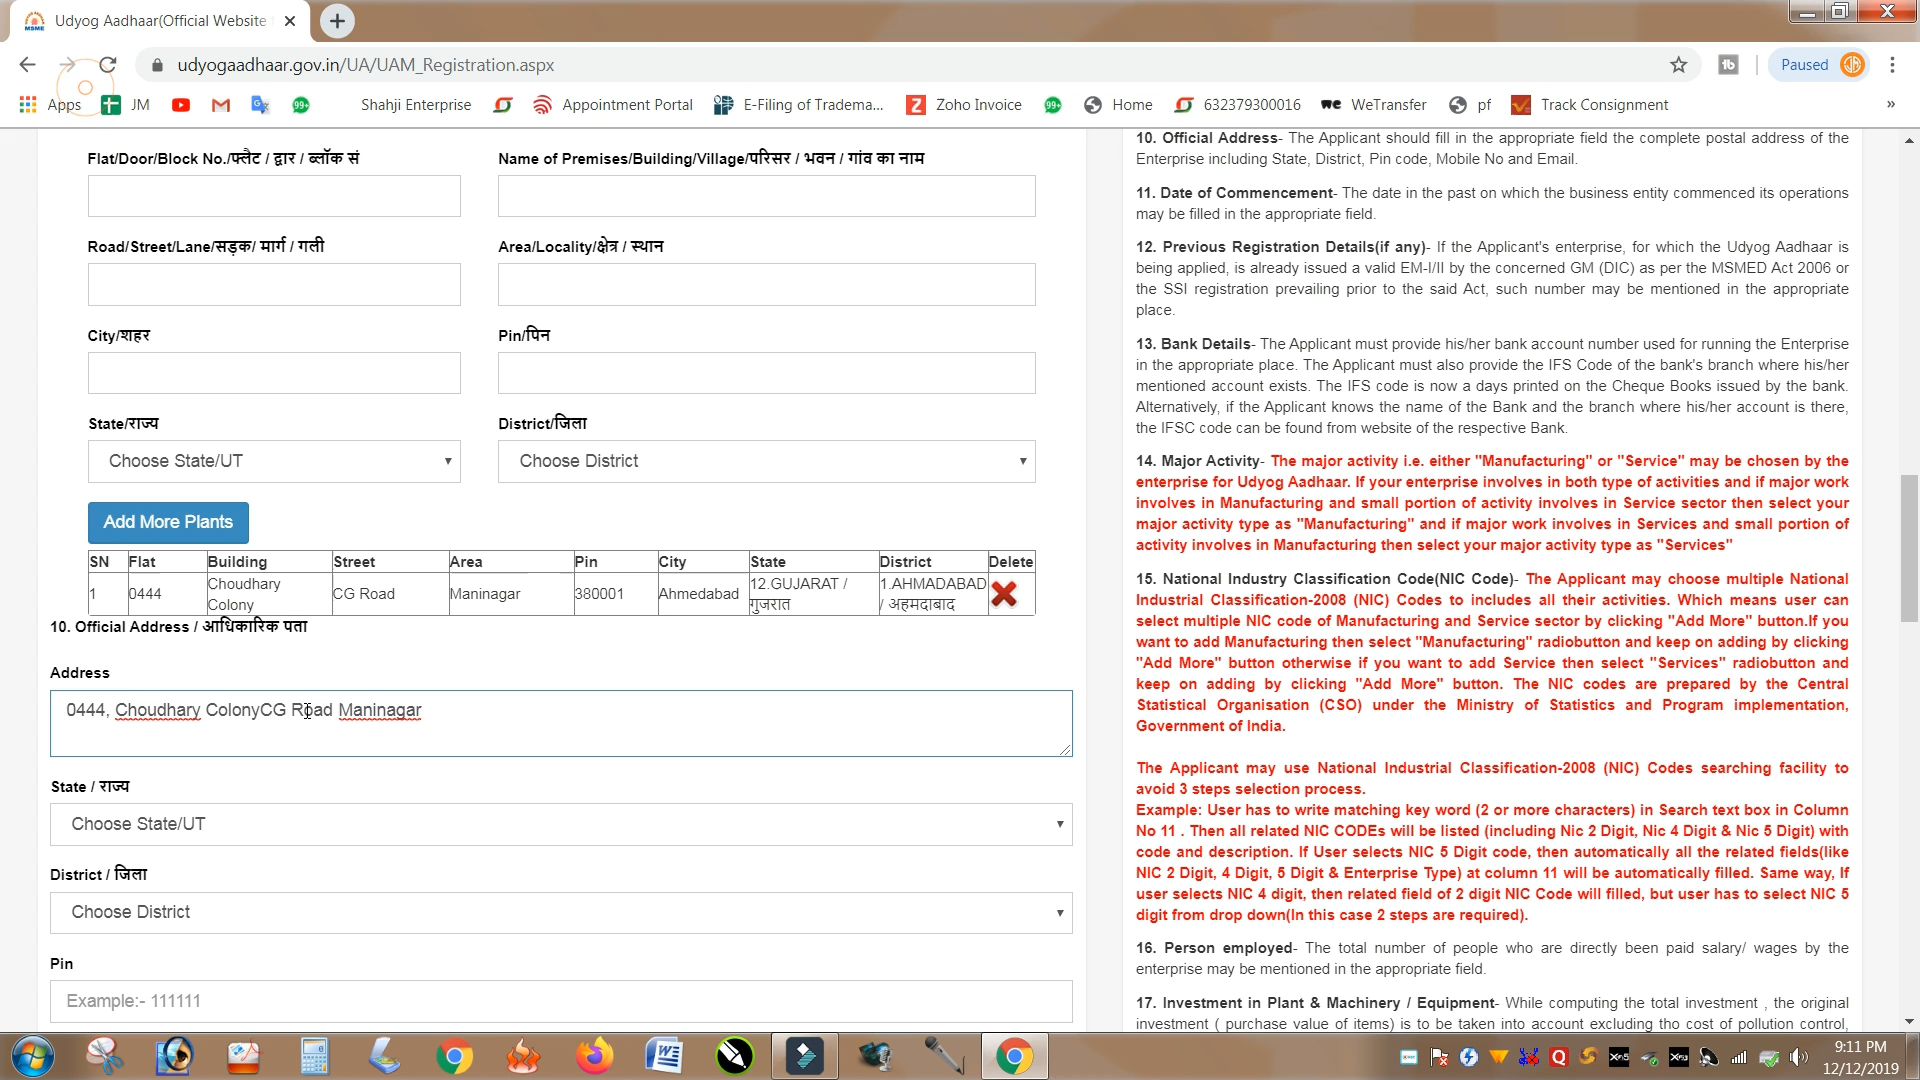 Udyog Aadhaar(Official Website
udyogaadhaar.gov.in/UA/UAM_Registration.aspx
Paused
Apps
JM
Shahji Enterprise
Appointment Portal
E-Filing of Tradema...
Zoho Invoice
Home
632379300016
WeTransfer
pf
Track Consignment
»
Flat/Door/Block No./फ्लैट / द्वार / ब्लॉक सं
Name of Premises/Building/Village/परिसर / भवन / गांव का नाम
Road/Street/Lane/सड़क/ मार्ग / गली
Area/Locality/क्षेत्र / स्थान
City/शहर
Pin/पिन
State/राज्य
District/जिला
Choose State/UT
Choose District
Add More Plants
SN Flat Building Street Area Pin City State District Delete
1 0444 Choudhary Colony CG Road Maninagar 380001 Ahmedabad 12.GUJARAT / गुजरात 1.AHMADABAD / अहमदाबाद
10. Official Address / आधिकारिक पता
Address
0444, Choudhary ColonyCG Road Maninagar
State / राज्य
Choose State/UT
District / जिला
Choose District
Pin
Example:- 111111
10. Official Address- The Applicant should fill in the appropriate field the complete postal address of the
Enterprise including State, District, Pin code, Mobile No and Email.
11. Date of Commencement- The date in the past on which the business entity commenced its operations
may be filled in the appropriate field.
12. Previous Registration Details(if any)- If the Applicant's enterprise, for which the Udyog Aadhaar is
being applied, is already issued a valid EM-I/II by the concerned GM (DIC) as per the MSMED Act 2006 or
the SSI registration prevailing prior to the said Act, such number may be mentioned in the appropriate
place.
13. Bank Details- The Applicant must provide his/her bank account number used for running the Enterprise
in the appropriate place. The Applicant must also provide the IFS Code of the bank's branch where his/her
mentioned account exists. The IFS code is now a days printed on the Cheque Books issued by the bank.
Alternatively, if the Applicant knows the name of the Bank and the branch where his/her account is there,
the IFSC code can be found from website of the respective Bank.
14. Major Activity- The major activity i.e. either "Manufacturing" or "Service" may be chosen by the
enterprise for Udyog Aadhaar. If your enterprise involves in both type of activities and if major work
involves in Manufacturing and small portion of activity involves in Service sector then select your
major activity type as "Manufacturing" and if major work involves in Services and small portion of
activity involves in Manufacturing then select your major activity type as "Services"
15. National Industry Classification Code(NIC Code)- The Applicant may choose multiple National
Industrial Classification-2008 (NIC) Codes to includes all their activities. Which means user can
select multiple NIC code of Manufacturing and Service sector by clicking "Add More" button.If you
want to add Manufacturing then select "Manufacturing" radiobutton and keep on adding by clicking
"Add More" button otherwise if you want to add Service then select "Services" radiobutton and
keep on adding by clicking "Add More" button. The NIC codes are prepared by the Central
Statistical Organisation (CSO) under the Ministry of Statistics and Program implementation,
Government of India.
The Applicant may use National Industrial Classification-2008 (NIC) Codes searching facility to
avoid 3 steps selection process.
Example: User has to write matching key word (2 or more characters) in Search text box in Column
No 11 . Then all related NIC CODEs will be listed (including Nic 2 Digit, Nic 4 Digit & Nic 5 Digit) with
code and description. If User selects NIC 5 Digit code, then automatically all the related fields(like
NIC 2 Digit, 4 Digit, 5 Digit & Enterprise Type) at column 11 will be automatically filled. Same way, If
user selects NIC 4 digit, then related field of 2 digit NIC Code will filled, but user has to select NIC 5
digit from drop down(In this case 2 steps are required).
16. Person employed- The total number of people who are directly been paid salary/ wages by the
enterprise may be mentioned in the appropriate field.
17. Investment in Plant & Machinery / Equipment- While computing the total investment , the original
investment ( purchase value of items) is to be taken into account excluding tho cost of pollution control,
9:11 PM
12/12/2019